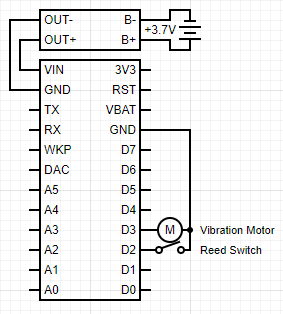 OUT- B-
OUT+ B+
+3.7V
VIN 3V3
GND RST
TX VBAT
RX GND
WKP D7
DAC D6
A5 D5
A4 D4
A3 D3 M Vibration Motor
A2 D2 Reed Switch
A1 D1
A0 D0